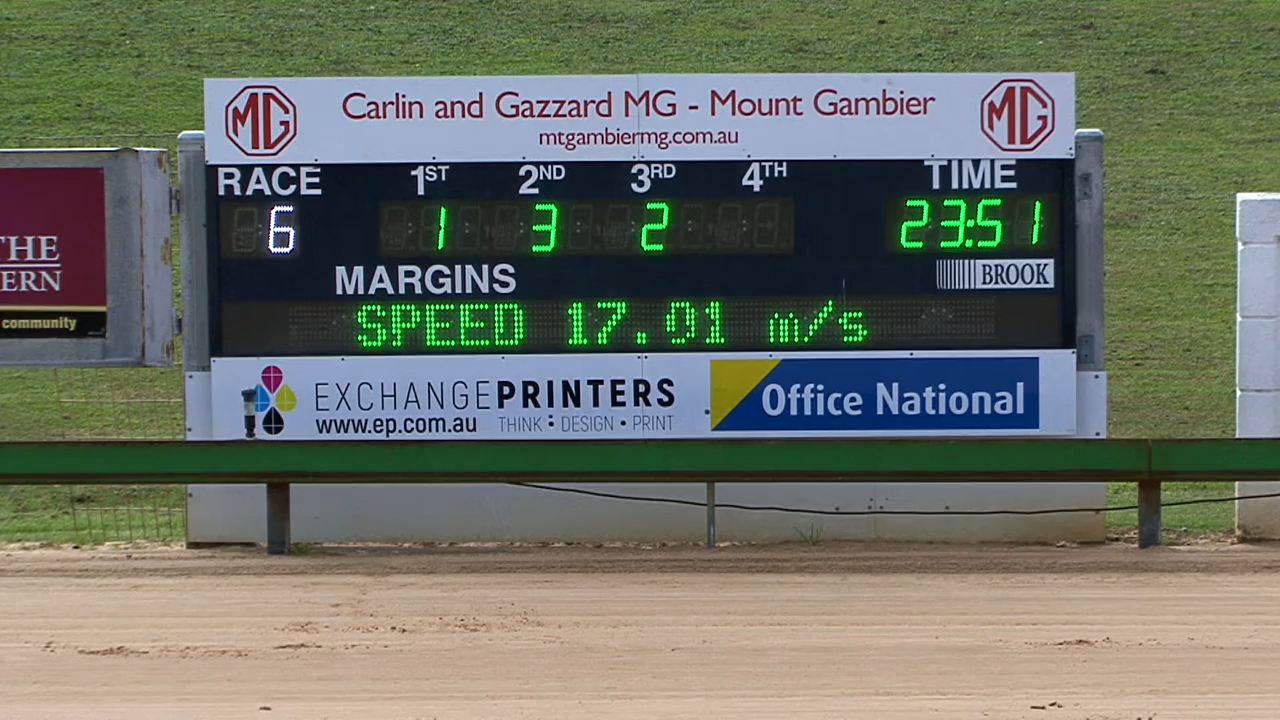 MG Carlin and Gazzard MG - Mount Gambier MG
mtgambiermg.com.au
RACE 1ST 2ND 3RD 4TH TIME
6 1 3 2 23:51
MARGINS BROOK
SPEED 17.01 m/s
EXCHANGEPRINTERS
www.ep.com.au THINK : DESIGN • PRINT
Office National
THE
ERN
community